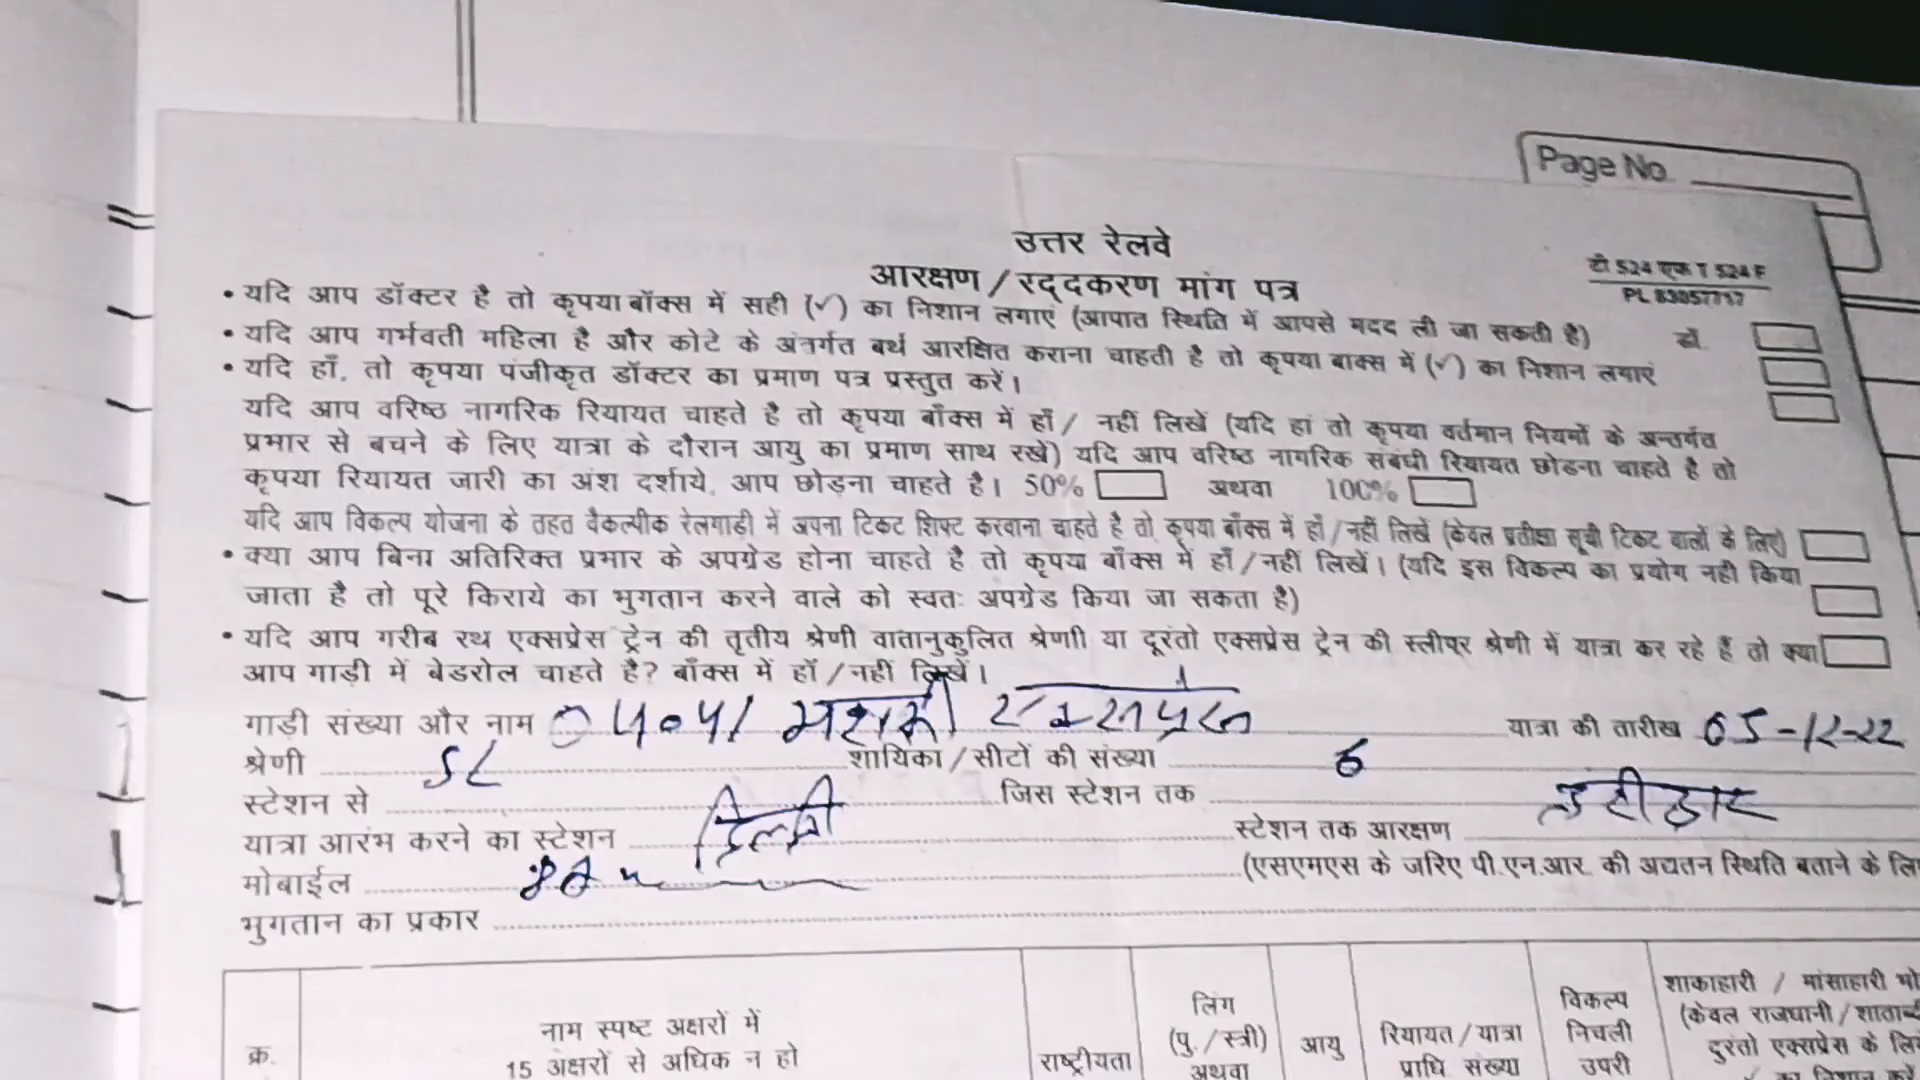 Page No.
उत्तर रेलवे
आरक्षण / रद्दकरण मांग पत्र
टी 524 एफ T 524 F
• यदि आप डॉक्टर है तो कृपया बॉक्स में सही (✓) का निशान लगाएं (आपात स्थिति में आपसे मदद ली जा सकती है) डॉ.
• यदि आप गर्भवती महिला है और कोटे के अंतर्गत बर्थ आरक्षित कराना चाहती है तो कृपया बाक्स में (✓) का निशान लगाएं
• यदि हाँ, तो कृपया पंजीकृत डॉक्टर का प्रमाण पत्र प्रस्तुत करें।
यदि आप वरिष्ठ नागरिक रियायत चाहते है तो कृपया बॉक्स में हाँ / नहीं लिखें (यदि हां तो कृपया वर्तमान नियमों के अन्तर्गत
प्रभार से बचने के लिए यात्रा के दौरान आयु का प्रमाण साथ रखें) यदि आप वरिष्ठ नागरिक संबंधी रियायत छोडना चाहते है तो
कृपया रियायत जारी का अंश दर्शाये, आप छोड़ना चाहते है। 50% अथवा 100%
यदि आप विकल्प योजना के तहत वैकल्पीक रेलगाड़ी में अपना टिकट शिफ्ट करवाना चाहते है तो कृपया बॉक्स में हाँ / नहीं लिखें (केवल प्रतीक्षा सूची टिकट वालों के लिए)
• क्या आप बिना अतिरिक्त प्रभार के अपग्रेड होना चाहते है तो कृपया बॉक्स में हाँ / नहीं लिखें। (यदि इस विकल्प का प्रयोग नही किया
जाता है तो पूरे किराये का भुगतान करने वाले को स्वतः अपग्रेड किया जा सकता है)
• यदि आप गरीब रथ एक्सप्रेस ट्रेन की तृतीय श्रेणी वातानुकुलित श्रेणी या दूरंतो एक्सप्रेस ट्रेन की स्लीपर श्रेणी में यात्रा कर रहे हैं तो क्या
आप गाड़ी में बेडरोल चाहते है? बॉक्स में हॉ / नहीं लिखें।
गाड़ी संख्या और नाम यात्रा की तारीख 05-12-22
श्रेणी SL शायिका / सीटों की संख्या 6
स्टेशन से जिस स्टेशन तक
यात्रा आरंभ करने का स्टेशन दिल्ली स्टेशन तक आरक्षण
मोबाईल (एसएमएस के जरिए पी.एन.आर. की अद्यतन स्थिति बताने के
भुगतान का प्रकार
क्र. नाम स्पष्ट अक्षरों में
15 अक्षरों से अधिक न हो
राष्ट्रीयता
लिंग
(पु. / स्त्री)
अथवा
आयु
रियायत / यात्रा
प्राधि संख्या
विकल्प
निचली
उपरी
शाकाहारी / मांसाहारी
(केवल राजधानी /
दुरंतो एक्सप्रेस के